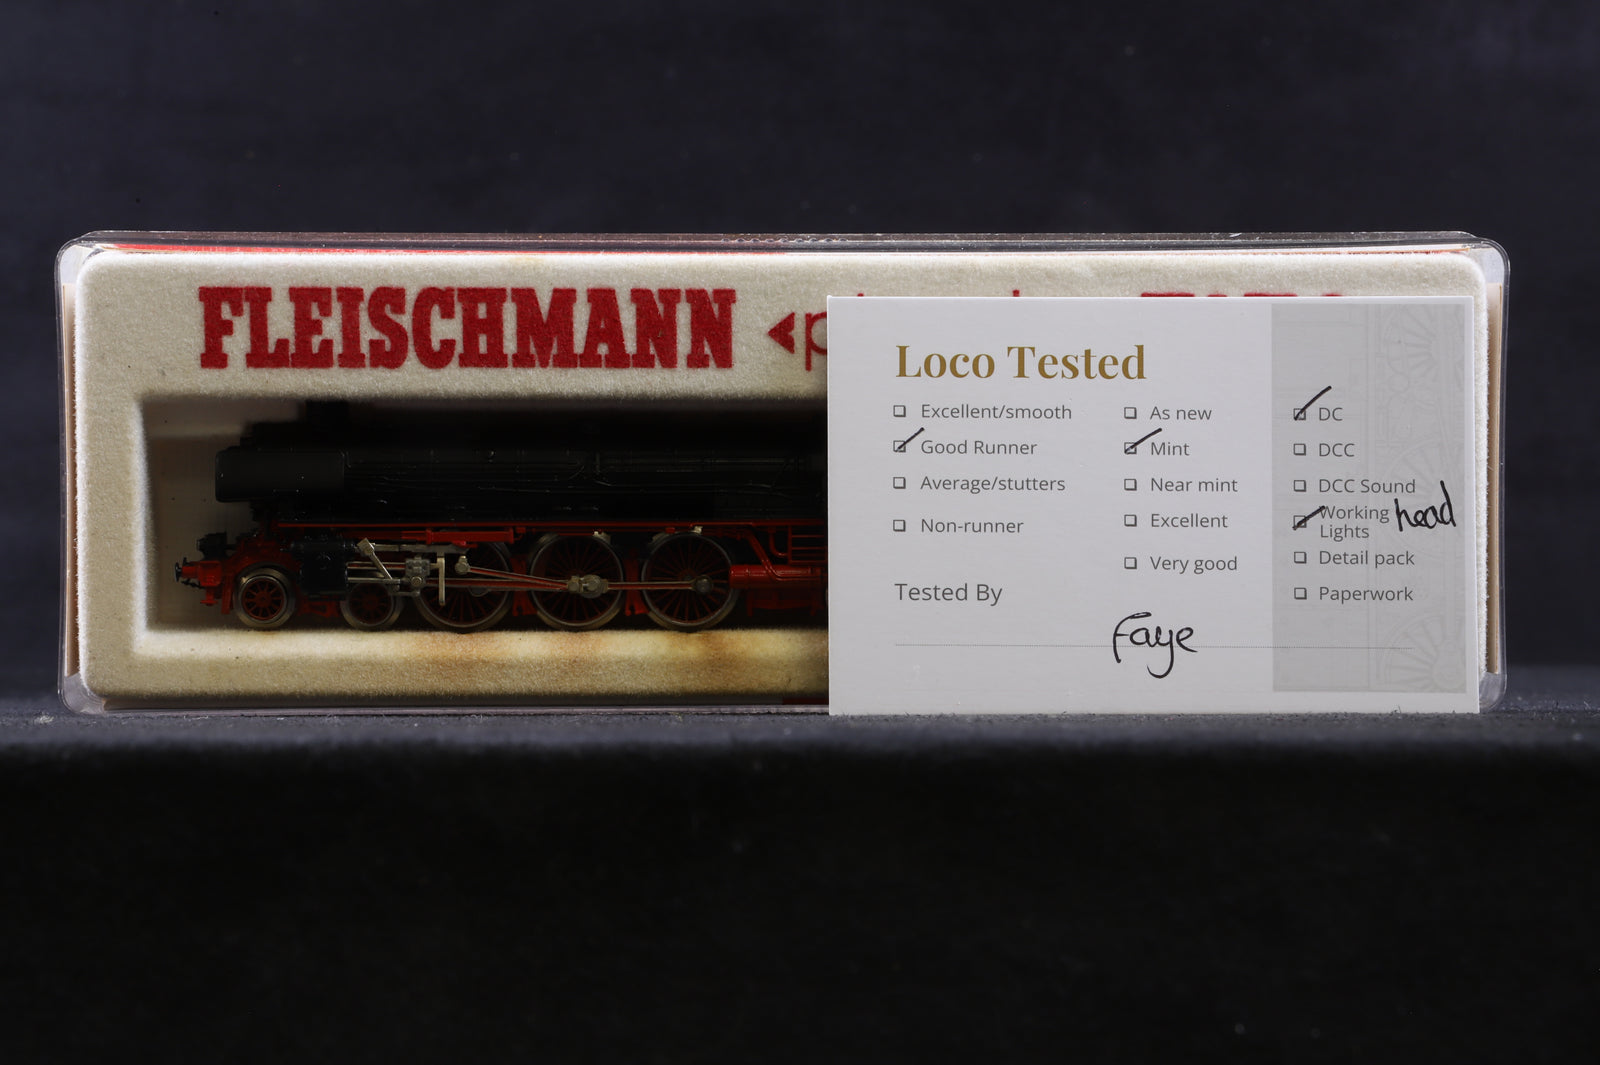 FLEISCHMANN
Loco Tested
Excellent/smooth
Good Runner
Average/stutters
Non-runner
As new
Mint
Near mint
Excellent
Very good
DC
DCC
DCC Sound
Working head
Lights
Detail pack
Paperwork
Tested By
Faye